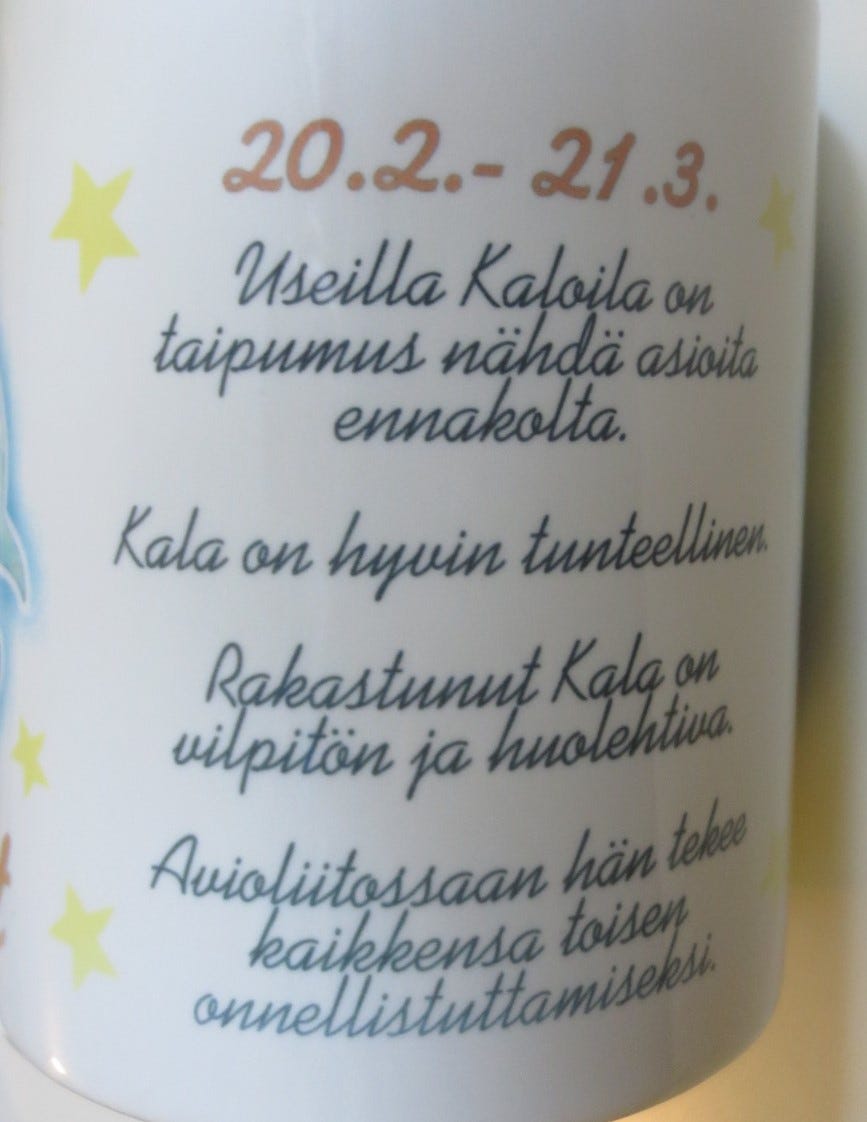 20.2.- 21.3.
Useilla Kaloila on
taipumus nähdä asioita
ennakolta.
Kala on hyvin tunteellinen.
Rakastunut Kala on
vilpitön ja huolehtiva.
Avioliitossaan hän tekee
kaikkensa toisen
onnellistuttamiseksi.